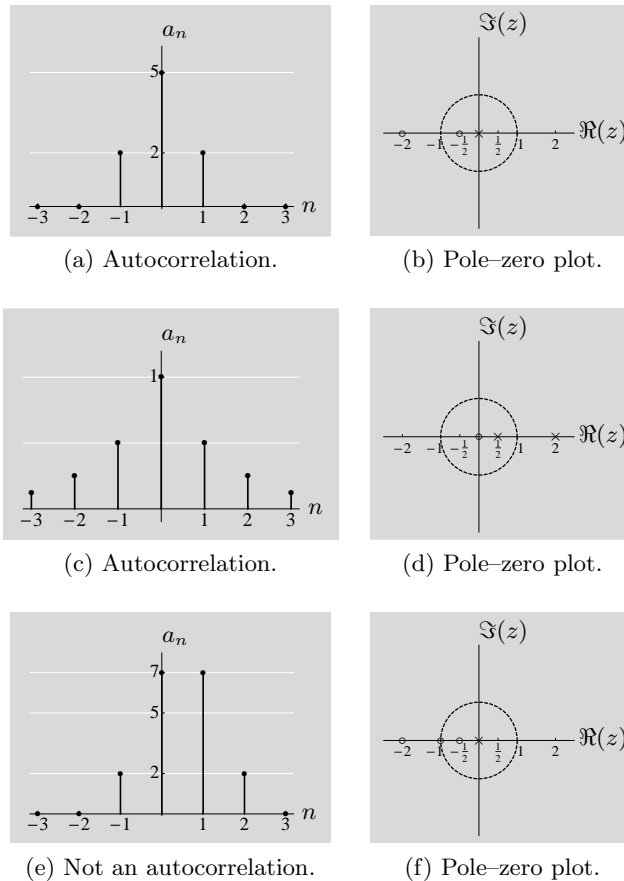 aₙ
ℑ(z)
5
2
−3 −2 −1 1 2 3 n
−2 −1 −1/2 1/2 1 2 ℜ(z)
(a) Autocorrelation.
(b) Pole–zero plot.
aₙ
ℑ(z)
1
−3 −2 −1 1 2 3 n
−2 −1 −1/2 1/2 1 2 ℜ(z)
(c) Autocorrelation.
(d) Pole–zero plot.
aₙ
ℑ(z)
7
5
2
−3 −2 −1 1 2 3 n
−2 −1 −1/2 1/2 1 2 ℜ(z)
(e) Not an autocorrelation.
(f) Pole–zero plot.